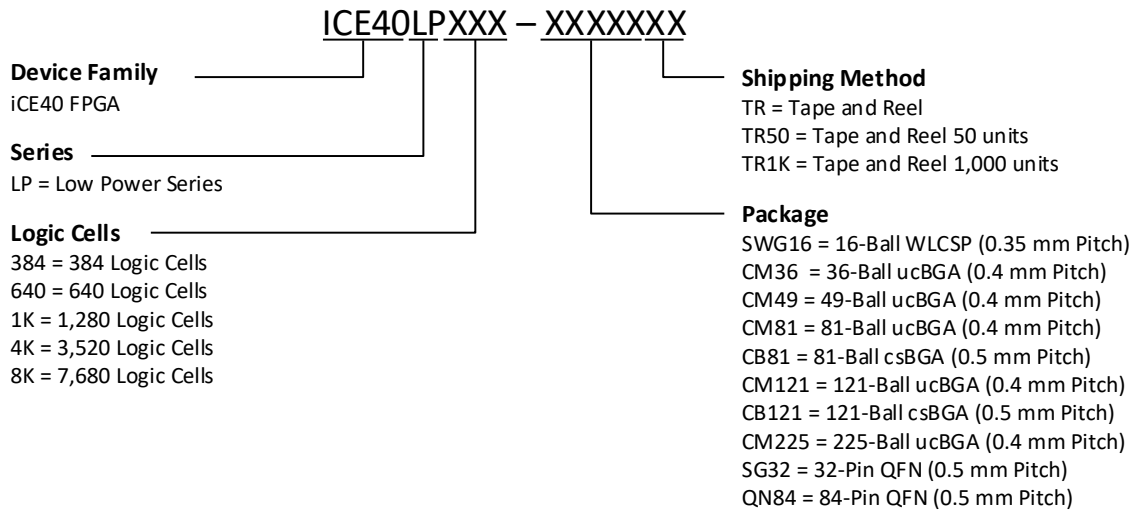 ICE40LPXXX – XXXXXXX
Device Family
iCE40 FPGA
Series
LP = Low Power Series
Logic Cells
384 = 384 Logic Cells
640 = 640 Logic Cells
1K = 1,280 Logic Cells
4K = 3,520 Logic Cells
8K = 7,680 Logic Cells
Shipping Method
TR = Tape and Reel
TR50 = Tape and Reel 50 units
TR1K = Tape and Reel 1,000 units
Package
SWG16 = 16-Ball WLCSP (0.35 mm Pitch)
CM36 = 36-Ball ucBGA (0.4 mm Pitch)
CM49 = 49-Ball ucBGA (0.4 mm Pitch)
CM81 = 81-Ball ucBGA (0.4 mm Pitch)
CB81 = 81-Ball csBGA (0.5 mm Pitch)
CM121 = 121-Ball ucBGA (0.4 mm Pitch)
CB121 = 121-Ball csBGA (0.5 mm Pitch)
CM225 = 225-Ball ucBGA (0.4 mm Pitch)
SG32 = 32-Pin QFN (0.5 mm Pitch)
QN84 = 84-Pin QFN (0.5 mm Pitch)